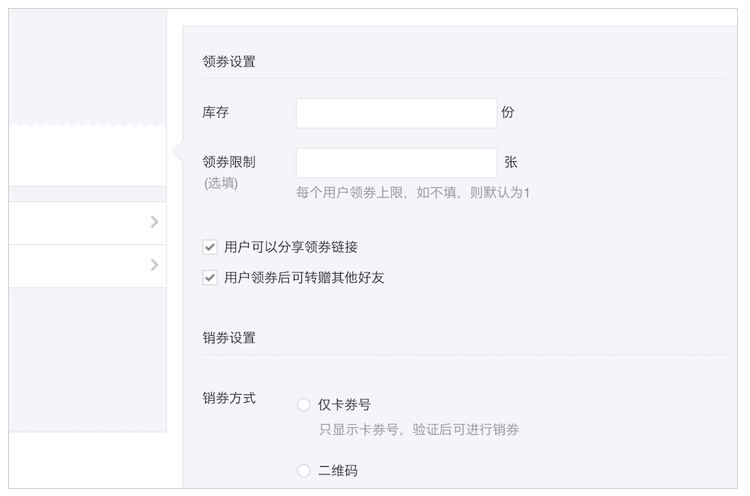 领券设置
库存 份
领券限制 张
(选填)
每个用户领券上限，如不填，则默认为1
用户可以分享领券链接
用户领券后可转赠其他好友
销券设置
销券方式 仅卡券号
只显示卡券号，验证后可进行销券
二维码